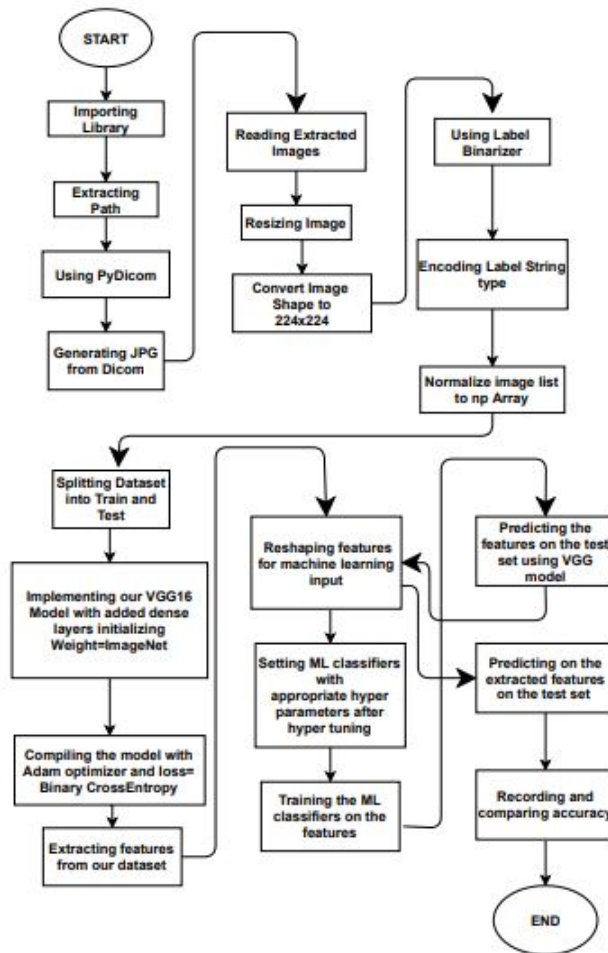 START
Importing
Library
Extracting
Path
Using PyDicom
Generating JPG
from Dicom
Reading Extracted
Images
Resizing Image
Convert Image
Shape to
224x224
Using Label
Binarizer
Encoding Label String
type
Normalize image list
to np Array
Splitting Dataset
into Train and
Test
Implementing our VGG16
Model with added dense
layers initializing
Weight=ImageNet
Compiling the model with
Adam optimizer and loss=
Binary CrossEntropy
Extracting features
from our dataset
Reshaping features
for machine learning
input
Setting ML classifiers
with
appropriate hyper
parameters after
hyper tuning
Training the ML
classifiers on the
features
Predicting the
features on the test
set using VGG
model
Predicting on the
extracted features
on the test set
Recording and
comparing accuracy
END